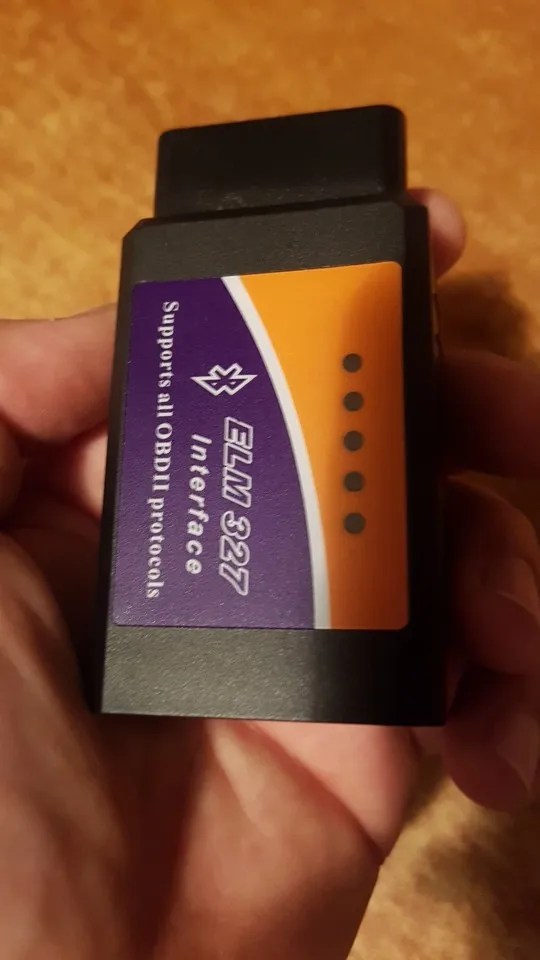 ELM 327
Interface
Supports all OBDII protocols